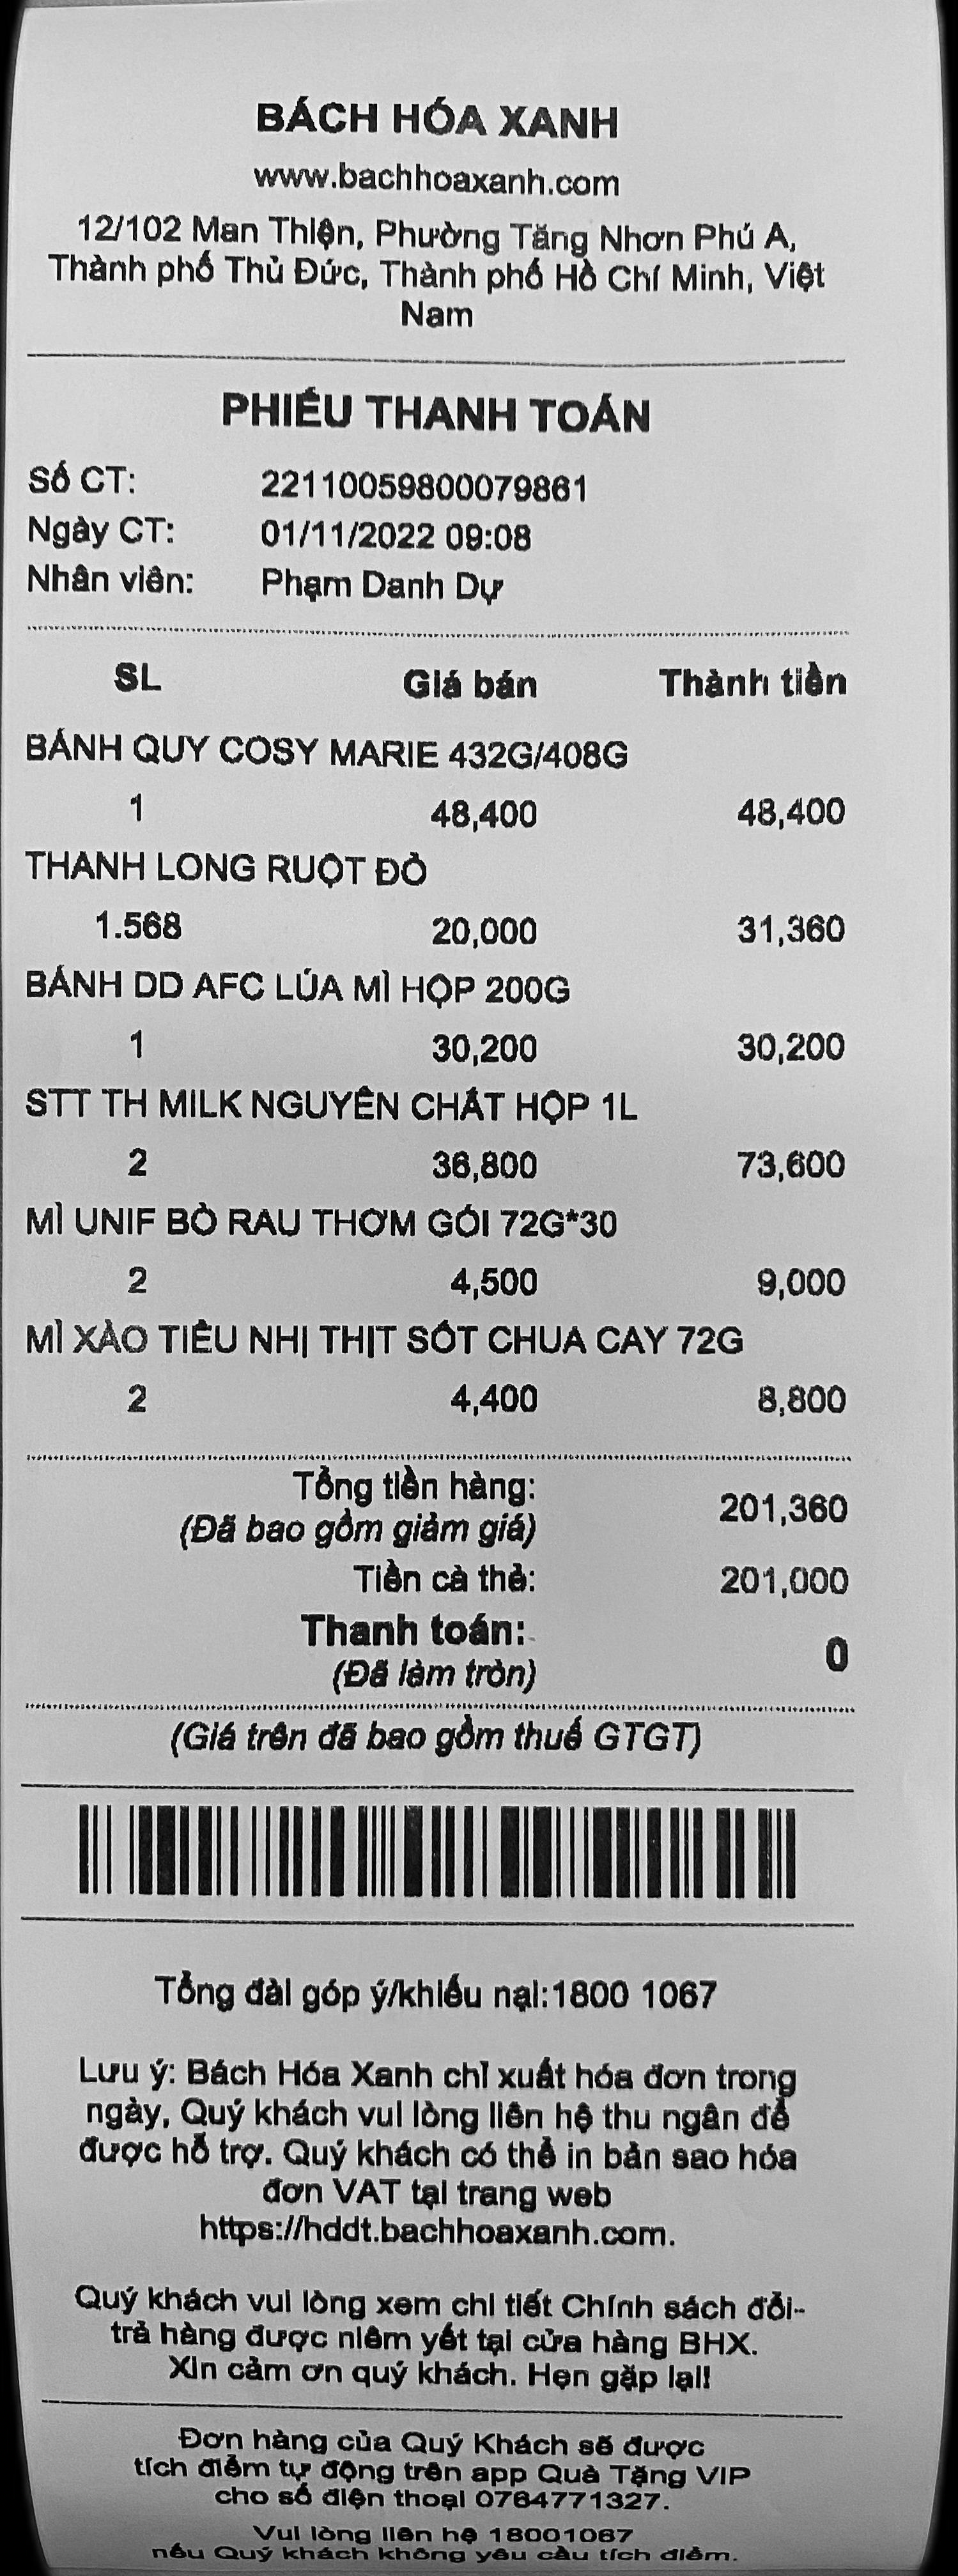 BÁCH HÓA XANH
www.bachhoaxanh.com
12/102 Man Thiện, Phường Tăng Nhơn Phú A,
Thành phố Thủ Đức, Thành phố Hồ Chí Minh, Việt
Nam
PHIẾU THANH TOÁN
Số CT: 22110059800079861
Ngày CT: 01/11/2022 09:08
Nhân viên: Phạm Danh Dự
SL Giá bán Thành tiền
BÁNH QUY COSY MARIE 432G/408G
1 48,400 48,400
THANH LONG RUỘT ĐỎ
1.568 20,000 31,360
BÁNH DD AFC LÚA MÌ HỘP 200G
1 30,200 30,200
STT TH MILK NGUYÊN CHẤT HỘP 1L
2 36,800 73,600
MÌ UNIF BÒ RAU THƠM GÓI 72G*30
2 4,500 9,000
MÌ XÀO TIỂU NHỊ THỊT SỐT CHUA CAY 72G
2 4,400 8,800
Tổng tiền hàng: 201,360
(Đã bao gồm giảm giá)
Tiền cà thẻ: 201,000
Thanh toán: 0
(Đã làm tròn)
(Giá trên đã bao gồm thuế GTGT)
Tổng đài góp ý/khiếu nại:1800 1067
Lưu ý: Bách Hóa Xanh chỉ xuất hóa đơn trong
ngày, Quý khách vui lòng liên hệ thu ngân để
được hỗ trợ. Quý khách có thể in bản sao hóa
đơn VAT tại trang web
https://hddt.bachhoaxanh.com.
Quý khách vui lòng xem chi tiết Chính sách đổi-
trả hàng được niêm yết tại cửa hàng BHX.
Xin cảm ơn quý khách. Hẹn gặp lại!
Đơn hàng của Quý Khách sẽ được
tích điểm tự động trên app Quà Tặng VIP
cho số điện thoại 0764771327.
Vui lòng liên hệ 18001067
nếu Quý khách không yêu cầu tích điểm.